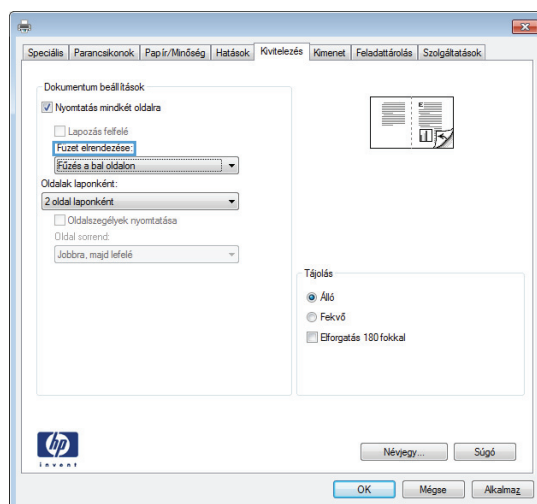 Speciális Parancsikonok Papír/Minőség Hatások Kivitelezés Kimenet Feladattárolás Szolgáltatások
Dokumentum beállítások
Nyomtatás mindkét oldalra
Lapozás felfelé
Füzet elrendezése:
Fűzés a bal oldalon
Oldalak laponként:
2 oldal laponként
Oldalszegélyek nyomtatása
Oldal sorrend:
Jobbra, majd lefelé
Tájolás
Álló
Fekvő
Elforgatás 180 fokkal
hp
invent
Névjegy... Súgó
OK Mégse Alkalmaz